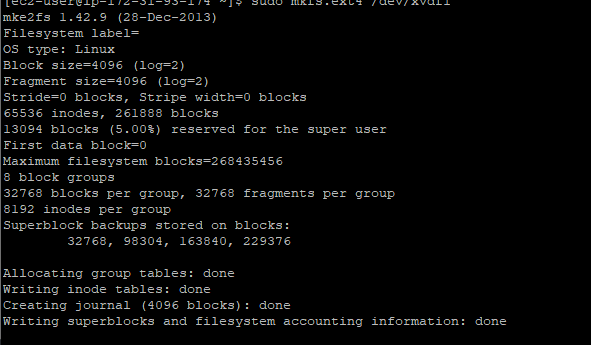 [ec2-user@ip-172-31-93-174 ~]$ sudo mkfs.ext4 /dev/xvdf1
mke2fs 1.42.9 (28-Dec-2013)
Filesystem label=
OS type: Linux
Block size=4096 (log=2)
Fragment size=4096 (log=2)
Stride=0 blocks, Stripe width=0 blocks
65536 inodes, 261888 blocks
13094 blocks (5.00%) reserved for the super user
First data block=0
Maximum filesystem blocks=268435456
8 block groups
32768 blocks per group, 32768 fragments per group
8192 inodes per group
Superblock backups stored on blocks:
        32768, 98304, 163840, 229376

Allocating group tables: done
Writing inode tables: done
Creating journal (4096 blocks): done
Writing superblocks and filesystem accounting information: done